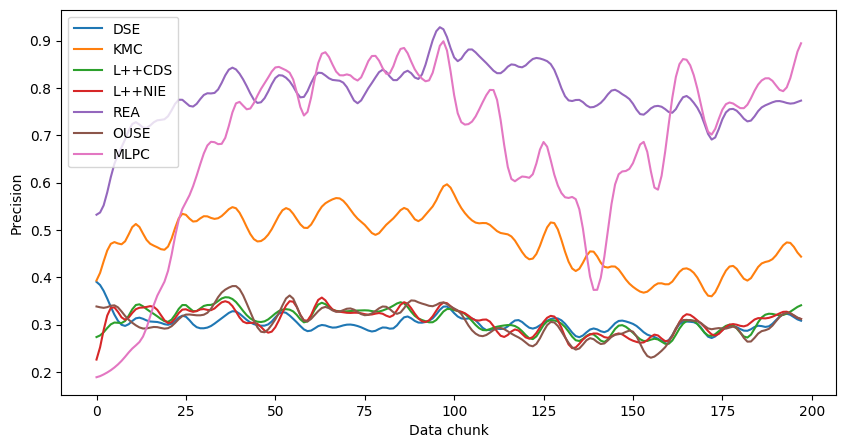 DSE
KMC
L++CDS
L++NIE
REA
OUSE
MLPC
Precision
0.9
0.8
0.7
0.6
0.5
0.4
0.3
0.2
0 25 50 75 100 125 150 175 200
Data chunk